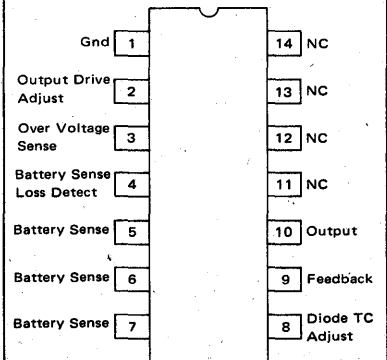 Gnd 1
Output Drive
Adjust 2
Over Voltage
Sense 3
Battery Sense
Loss Detect 4
Battery Sense 5
Battery Sense 6
Battery Sense 7
14 NC
13 NC
12 NC
11 NC
10 Output
9 Feedback
8 Diode TC
Adjust